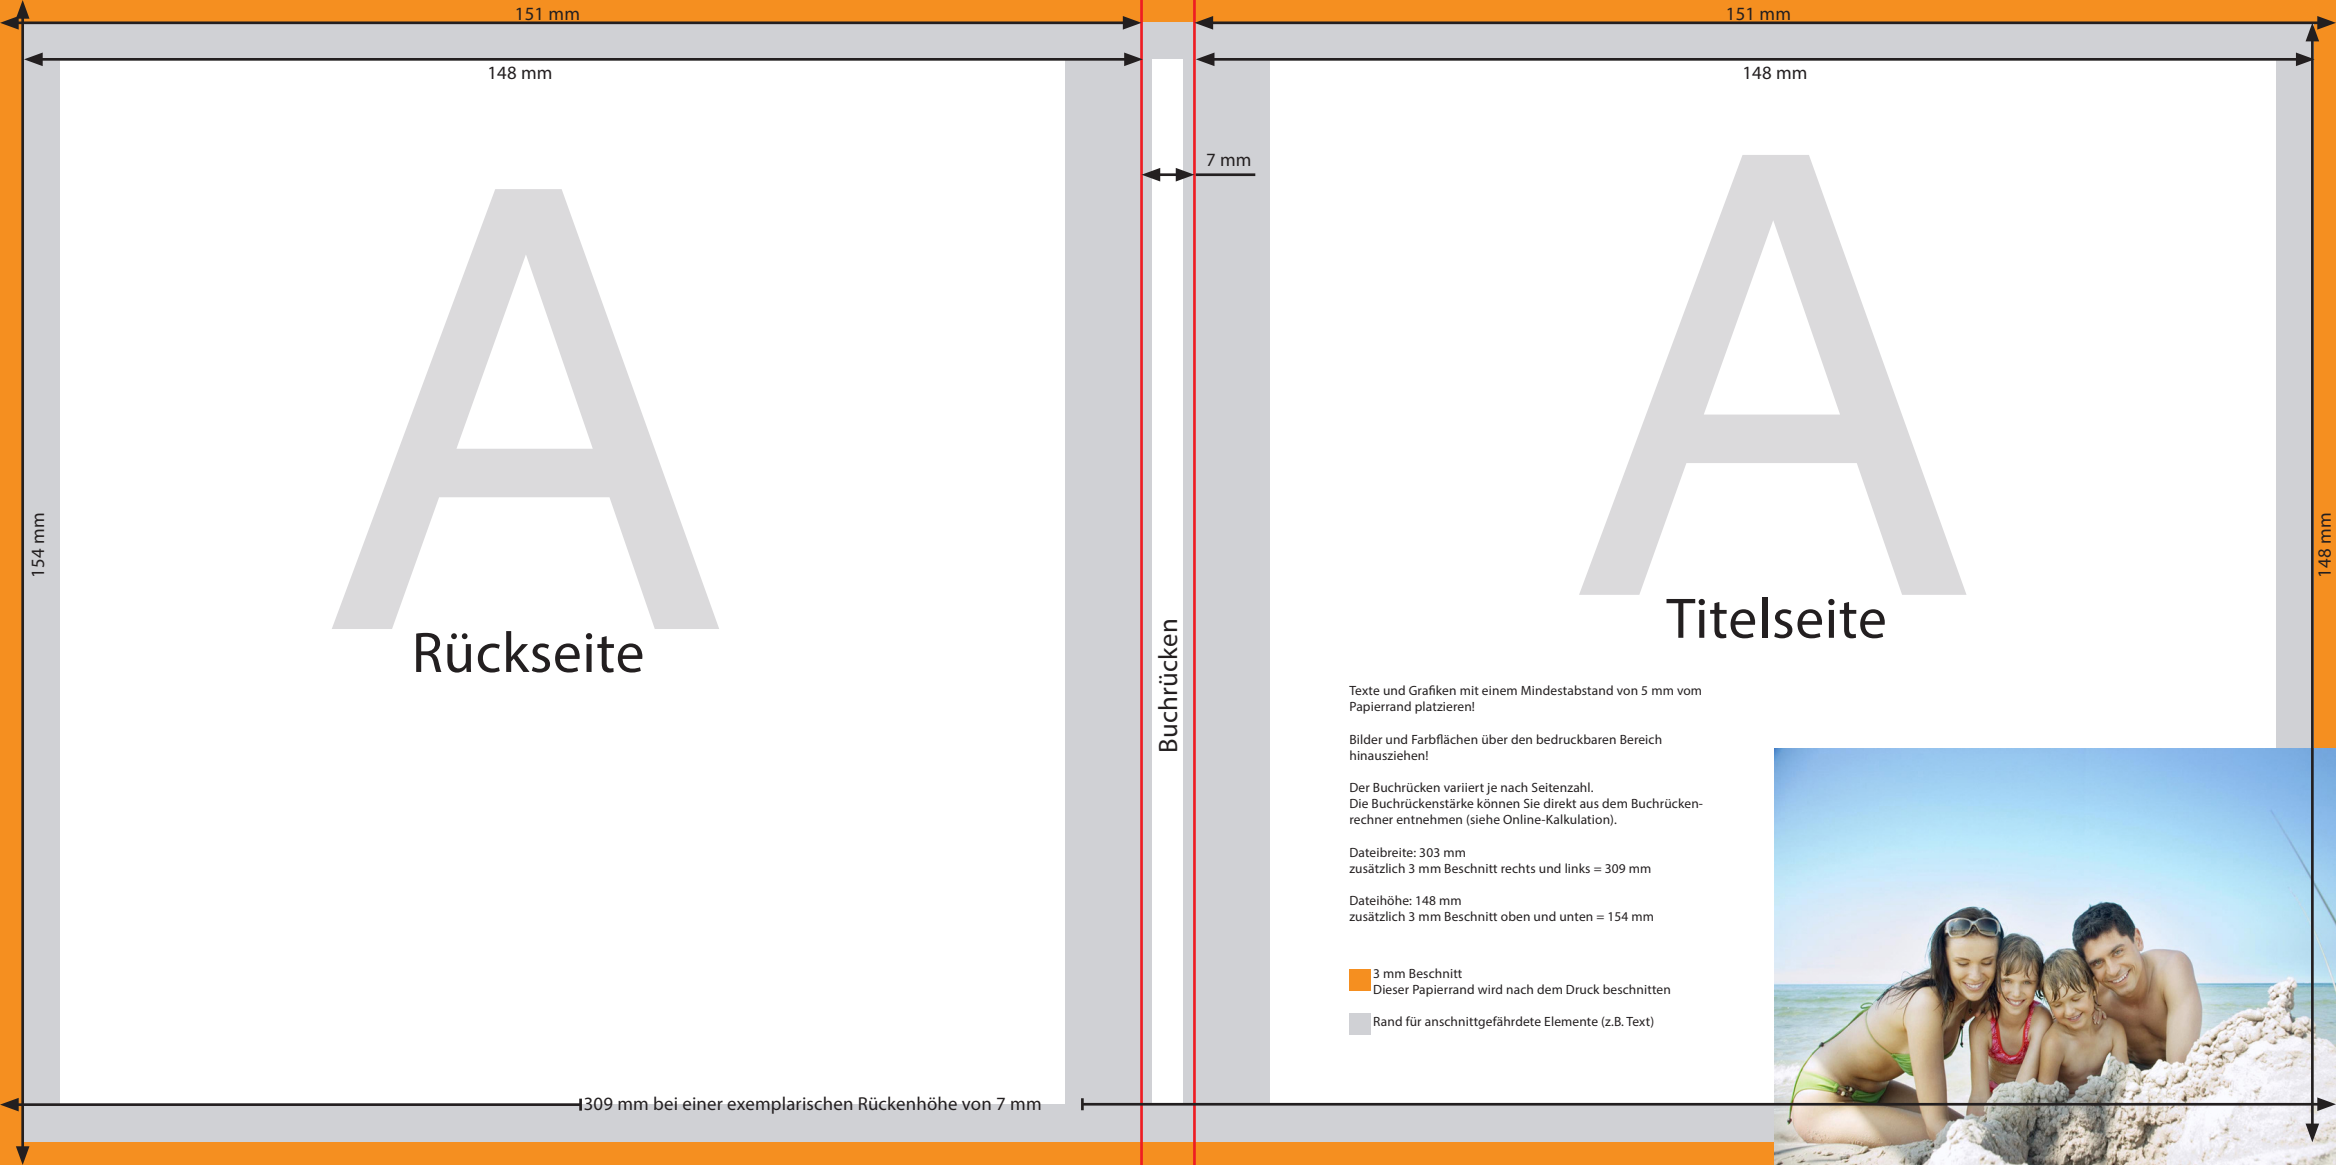 151 mm
151 mm
148 mm
148 mm
7 mm
A
A
154 mm
148 mm
Rückseite
Buchrücken
Titelseite
Texte und Grafiken mit einem Mindestabstand von 5 mm vom
Papierrand platzieren!
Bilder und Farbflächen über den bedruckbaren Bereich
hinausziehen!
Der Buchrücken variiert je nach Seitenzahl.
Die Buchrückenstärke können Sie direkt aus dem Buchrücken-
rechner entnehmen (siehe Online-Kalkulation).
Dateibreite: 303 mm
zusätzlich 3 mm Beschnitt rechts und links = 309 mm
Dateihöhe: 148 mm
zusätzlich 3 mm Beschnitt oben und unten = 154 mm
3 mm Beschnitt
Dieser Papierrand wird nach dem Druck beschnitten
Rand für anschnittgefährdete Elemente (z.B. Text)
309 mm bei einer exemplarischen Rückenhöhe von 7 mm